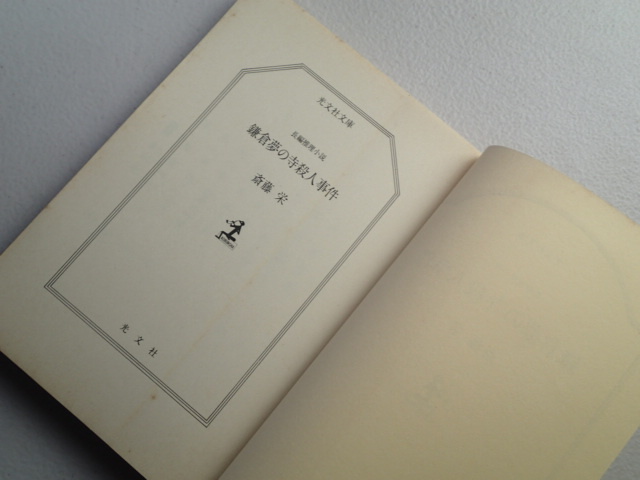 光文社文庫
長編推理小説
鎌倉夢の寺殺人事件
斎藤 栄
光文社